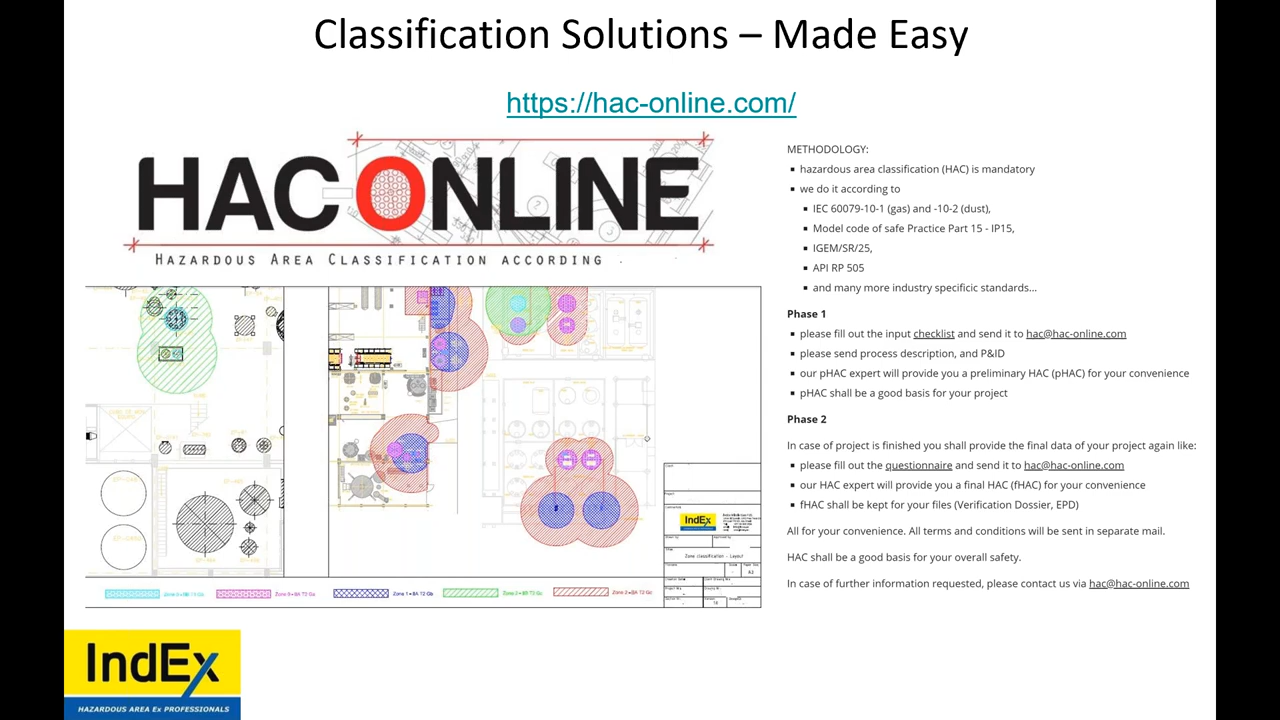 Classification Solutions – Made Easy
https://hac-online.com/
HAC ONLINE
HAZARDOUS AREA CLASSIFICATION ACCORDING
METHODOLOGY:
hazardous area classification (HAC) is mandatory
we do it according to
IEC 60079-10-1 (gas) and -10-2 (dust),
Model code of safe Practice Part 15 - IP15,
IGEM/SR/25,
API RP 505
and many more industry specificic standards...
Phase 1
please fill out the input checklist and send it to hac@hac-online.com
please send process description, and P&ID
our pHAC expert will provide you a preliminary HAC (pHAC) for your convenience
pHAC shall be a good basis for your project
Phase 2
In case of project is finished you shall provide the final data of your project again like:
please fill out the questionnaire and send it to hac@hac-online.com
our HAC expert will provide you a final HAC (fHAC) for your convenience
fHAC shall be kept for your files (Verification Dossier, EPD)
All for your convenience. All terms and conditions will be sent in separate mail.
HAC shall be a good basis for your overall safety.
In case of further information requested, please contact us via hac@hac-online.com
IndEx
Zone classification - Layout
IndEx
HAZARDOUS AREA Ex PROFESSIONALS